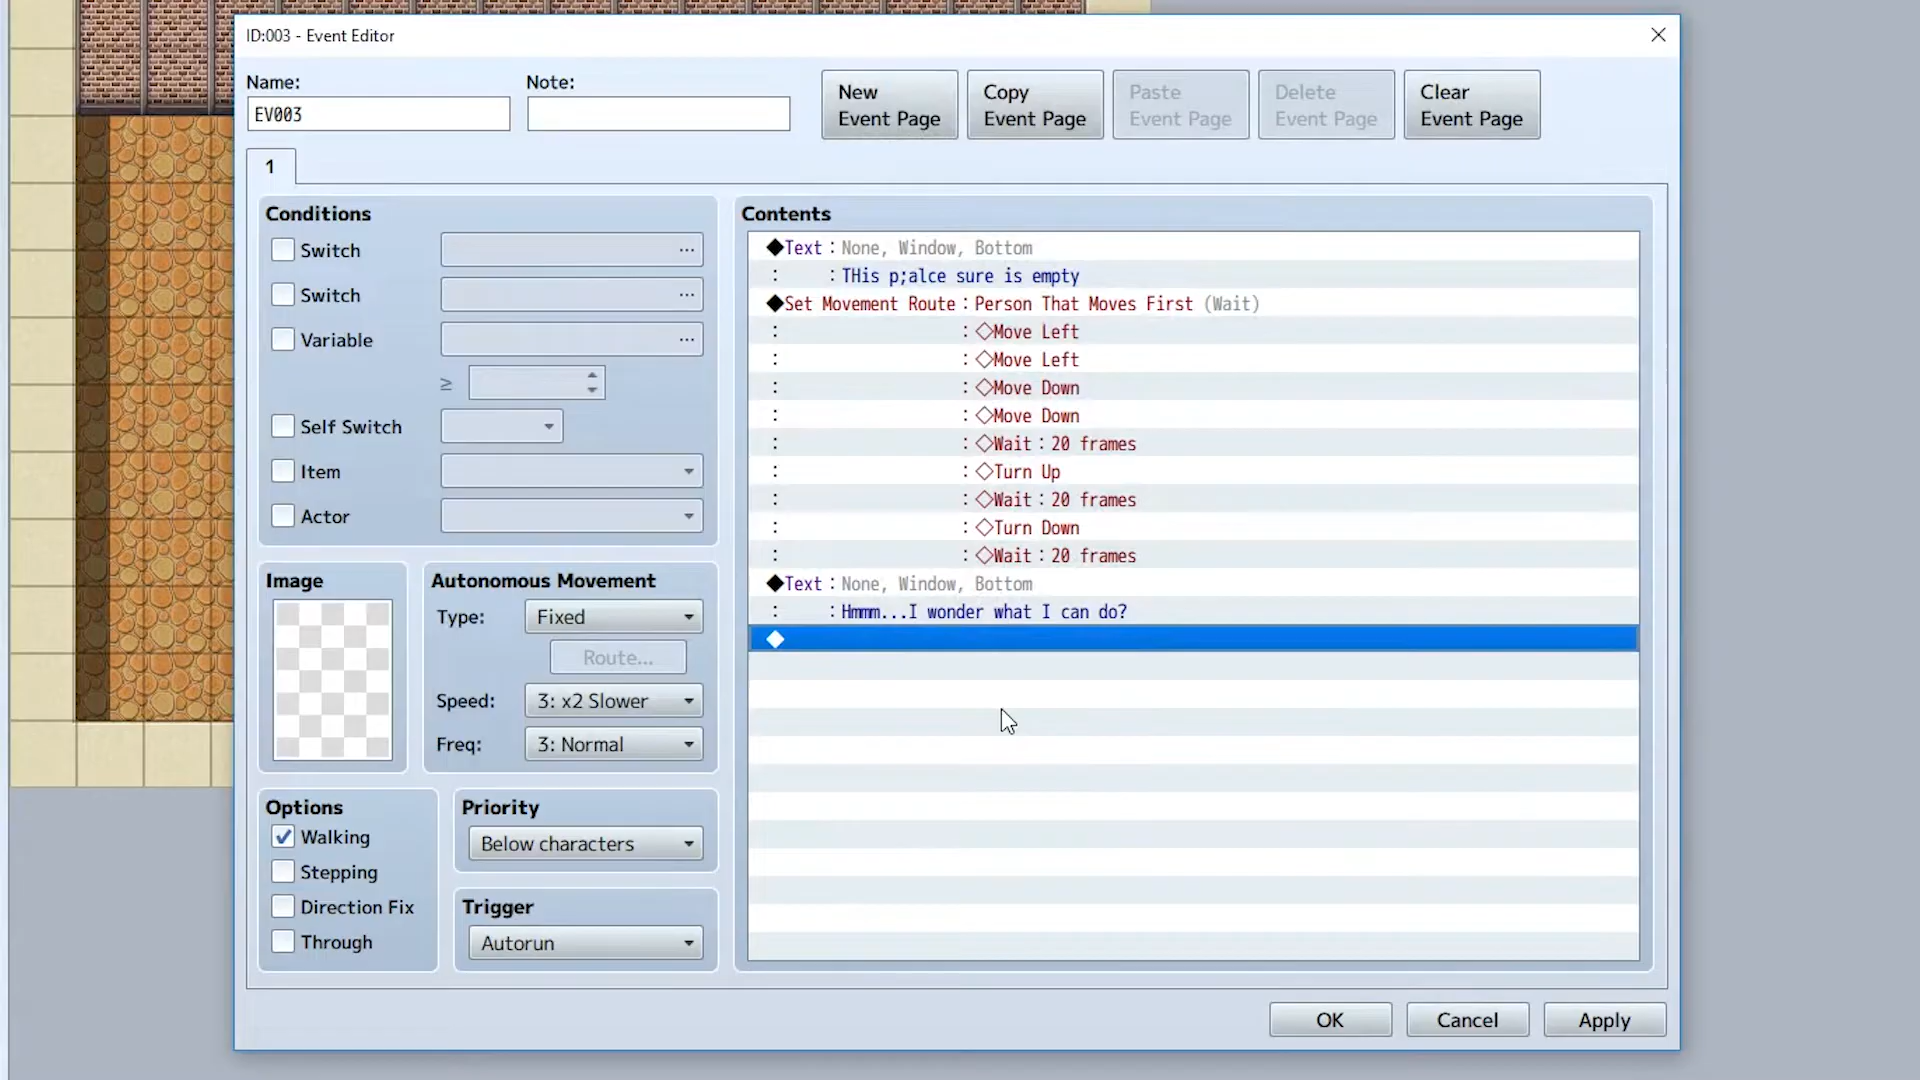 ID:003 - Event Editor
Name:
Note:
EV003
New Event Page
Copy Event Page
Paste Event Page
Delete Event Page
Clear Event Page
1
Conditions
Switch ...
Switch ...
Variable ...
≥
Self Switch
Item
Actor
Image
Autonomous Movement
Type: Fixed
Route...
Speed: 3: x2 Slower
Freq: 3: Normal
Options
Walking
Stepping
Direction Fix
Through
Priority
Below characters
Trigger
Autorun
Contents
◆Text：None, Window, Bottom
：　　：THis p;alce sure is empty
◆Set Movement Route：Person That Moves First (Wait)
：　　：◇Move Left
：　　：◇Move Left
：　　：◇Move Down
：　　：◇Move Down
：　　：◇Wait：20 frames
：　　：◇Turn Up
：　　：◇Wait：20 frames
：　　：◇Turn Down
：　　：◇Wait：20 frames
◆Text：None, Window, Bottom
：　　：Hmmm...I wonder what I can do?
◆
OK
Cancel
Apply